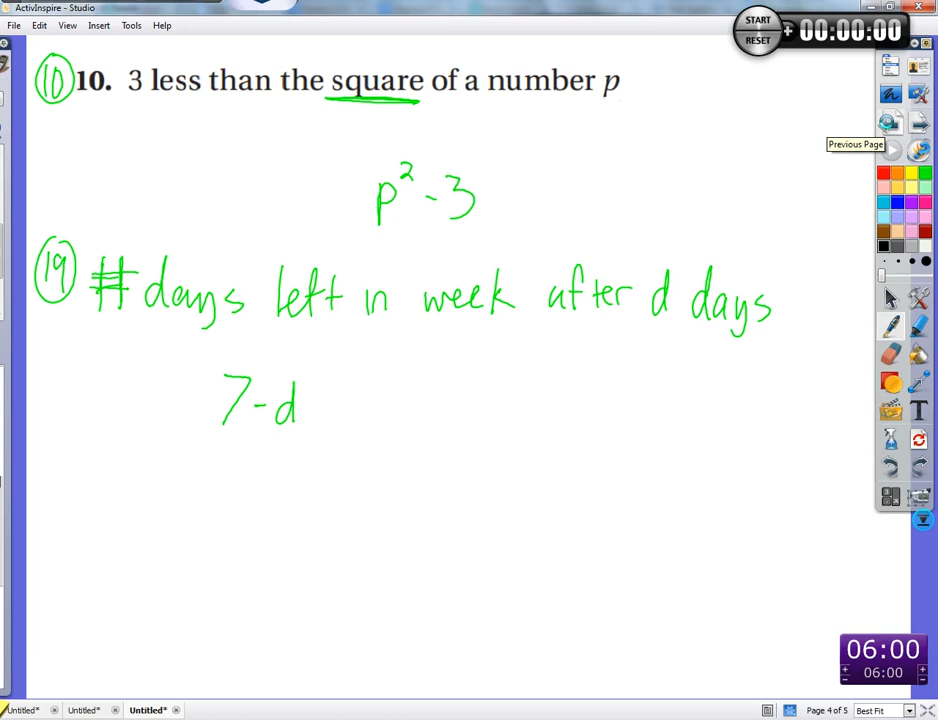 ActivInspire - Studio
File Edit View Insert Tools Help
START
RESET
00:00:00
10 10. 3 less than the square of a number p
Previous Page
p² - 3
19 # days left in week after d days
7 - d
T
06:00
06:00
Untitled* Untitled* Untitled*
Page 4 of 5 Best Fit